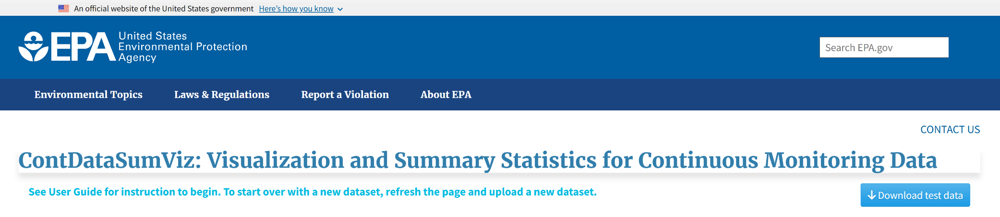 An official website of the United States government Here's how you know
EPA United States
Environmental Protection
Agency
Search EPA.gov
Environmental Topics Laws & Regulations Report a Violation About EPA
CONTACT US
ContDataSumViz: Visualization and Summary Statistics for Continuous Monitoring Data
See User Guide for instruction to begin. To start over with a new dataset, refresh the page and upload a new dataset.
Download test data